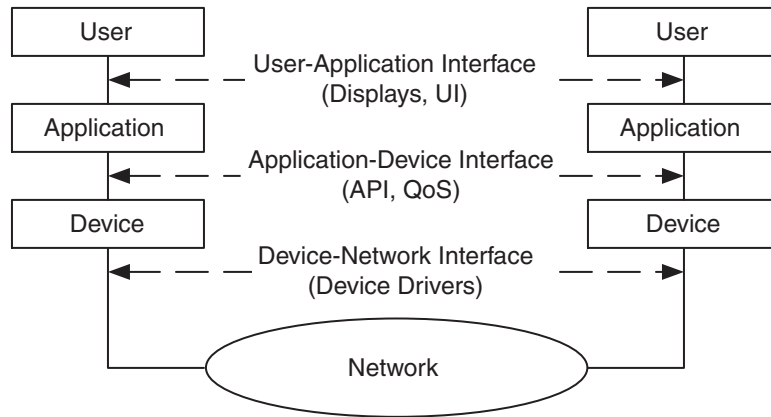 User
User
User-Application Interface
(Displays, UI)
Application
Application
Application-Device Interface
(API, QoS)
Device
Device
Device-Network Interface
(Device Drivers)
Network